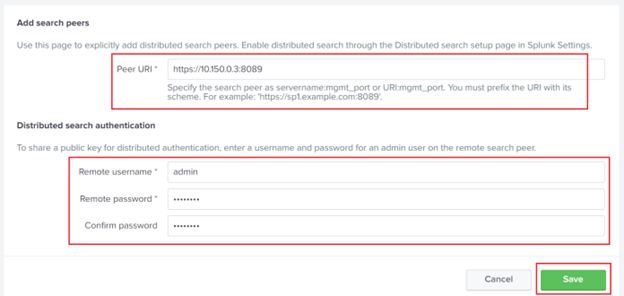 Add search peers
Use this page to explicitly add distributed search peers. Enable distributed search through the Distributed search setup page in Splunk Settings.
Peer URI * https://10.150.0.3:8089
Specify the search peer as servername:mgmt_port or URI:mgmt_port. You must prefix the URI with its
scheme. For example: 'https://sp1.example.com:8089'.
Distributed search authentication
To share a public key for distributed authentication, enter a username and password for an admin user on the remote search peer.
Remote username * admin
Remote password * ••••••••
Confirm password ••••••••
Cancel Save